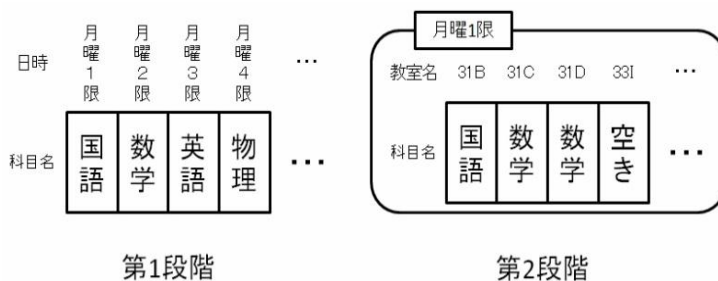 日時
月曜1限
月曜2限
月曜3限
月曜4限
…
科目名
国語
数学
英語
物理
…
第1段階
月曜1限
教室名 31B 31C 31D 33I …
科目名
国語
数学
数学
空き
…
第2段階